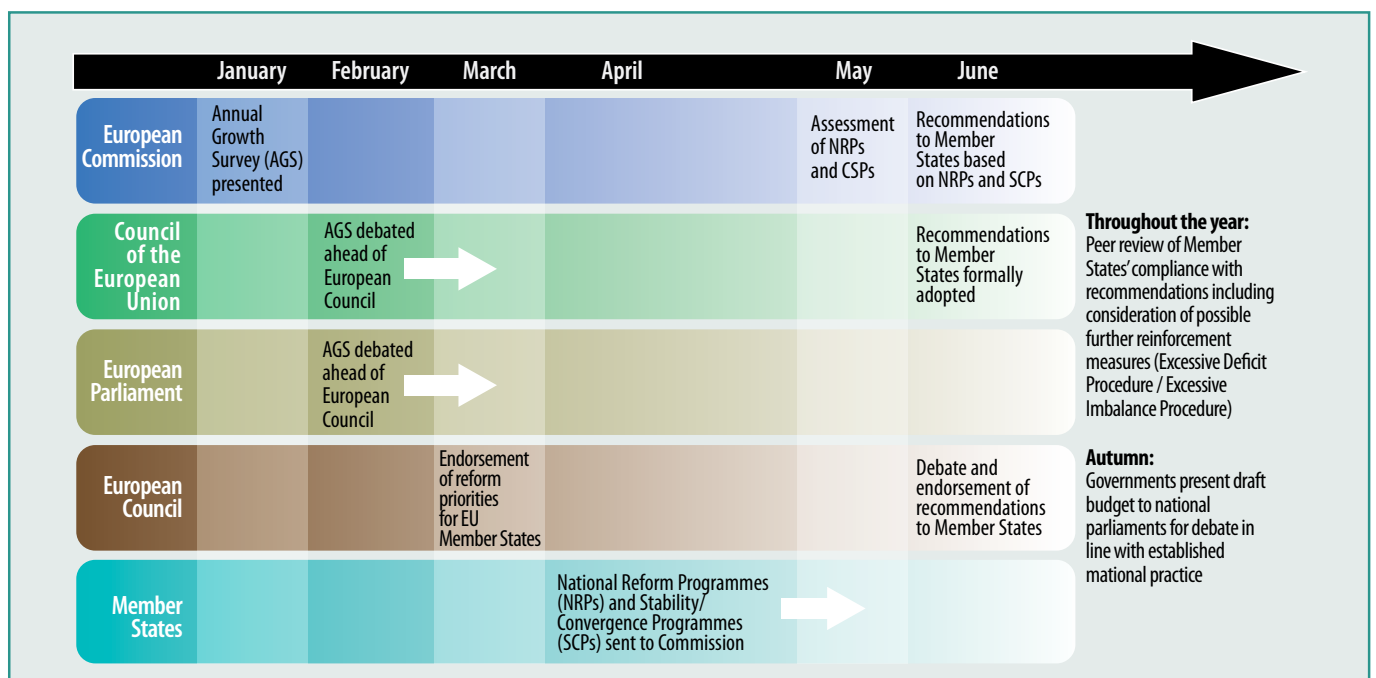 January February March April May June
European
Commission
Annual
Growth
Survey (AGS)
presented
Assessment
of NRPs
and CSPs
Recommendations
to Member
States based
on NRPs and SCPs
Council
of the
European
Union
AGS debated
ahead of
European
Council
Recommendations
to Member
States formally
adopted
European
Parliament
AGS debated
ahead of
European
Council
European
Council
Endorsement
of reform
priorities
for EU
Member States
Debate and
endorsement of
recommendations
to Member States
Member
States
National Reform Programmes
(NRPs) and Stability/
Convergence Programmes
(SCPs) sent to Commission
Throughout the year:
Peer review of Member
States’ compliance with
recommendations including
consideration of possible
further reinforcement
measures (Excessive Deficit
Procedure / Excessive
Imbalance Procedure)
Autumn:
Governments present draft
budget to national
parliaments for debate in
line with established
mational practice